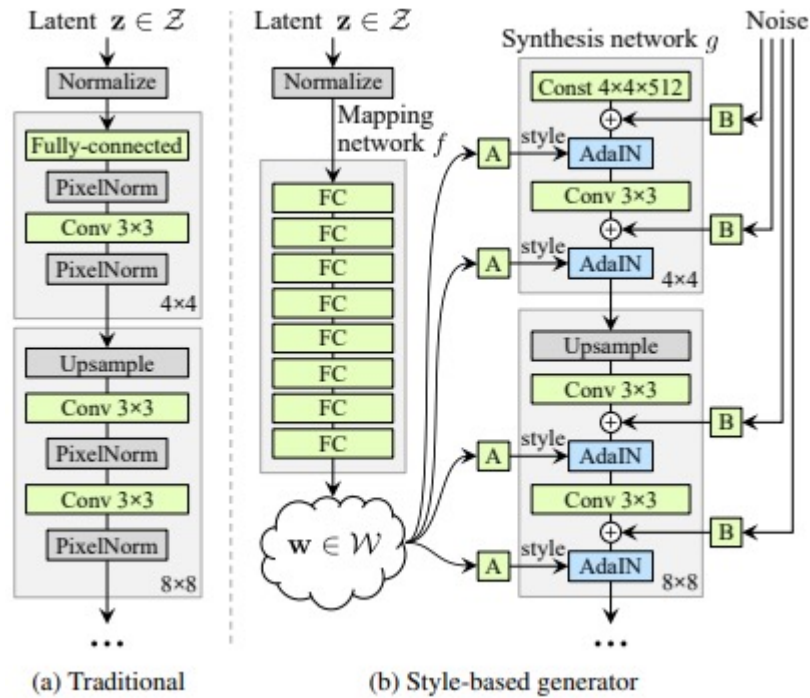 Latent z ∈ Z
Normalize
Fully-connected
PixelNorm
Conv 3×3
PixelNorm
4×4
Upsample
Conv 3×3
PixelNorm
Conv 3×3
PixelNorm
8×8
...
(a) Traditional
Latent z ∈ Z
Normalize
Mapping
network f
FC
FC
FC
FC
FC
FC
FC
FC
w ∈ W
A
style
A
style
A
style
A
style
Synthesis network g
Const 4×4×512
+
AdaIN
Conv 3×3
+
AdaIN
4×4
Upsample
Conv 3×3
+
AdaIN
Conv 3×3
+
AdaIN
8×8
...
Noise
B
B
B
B
(b) Style-based generator